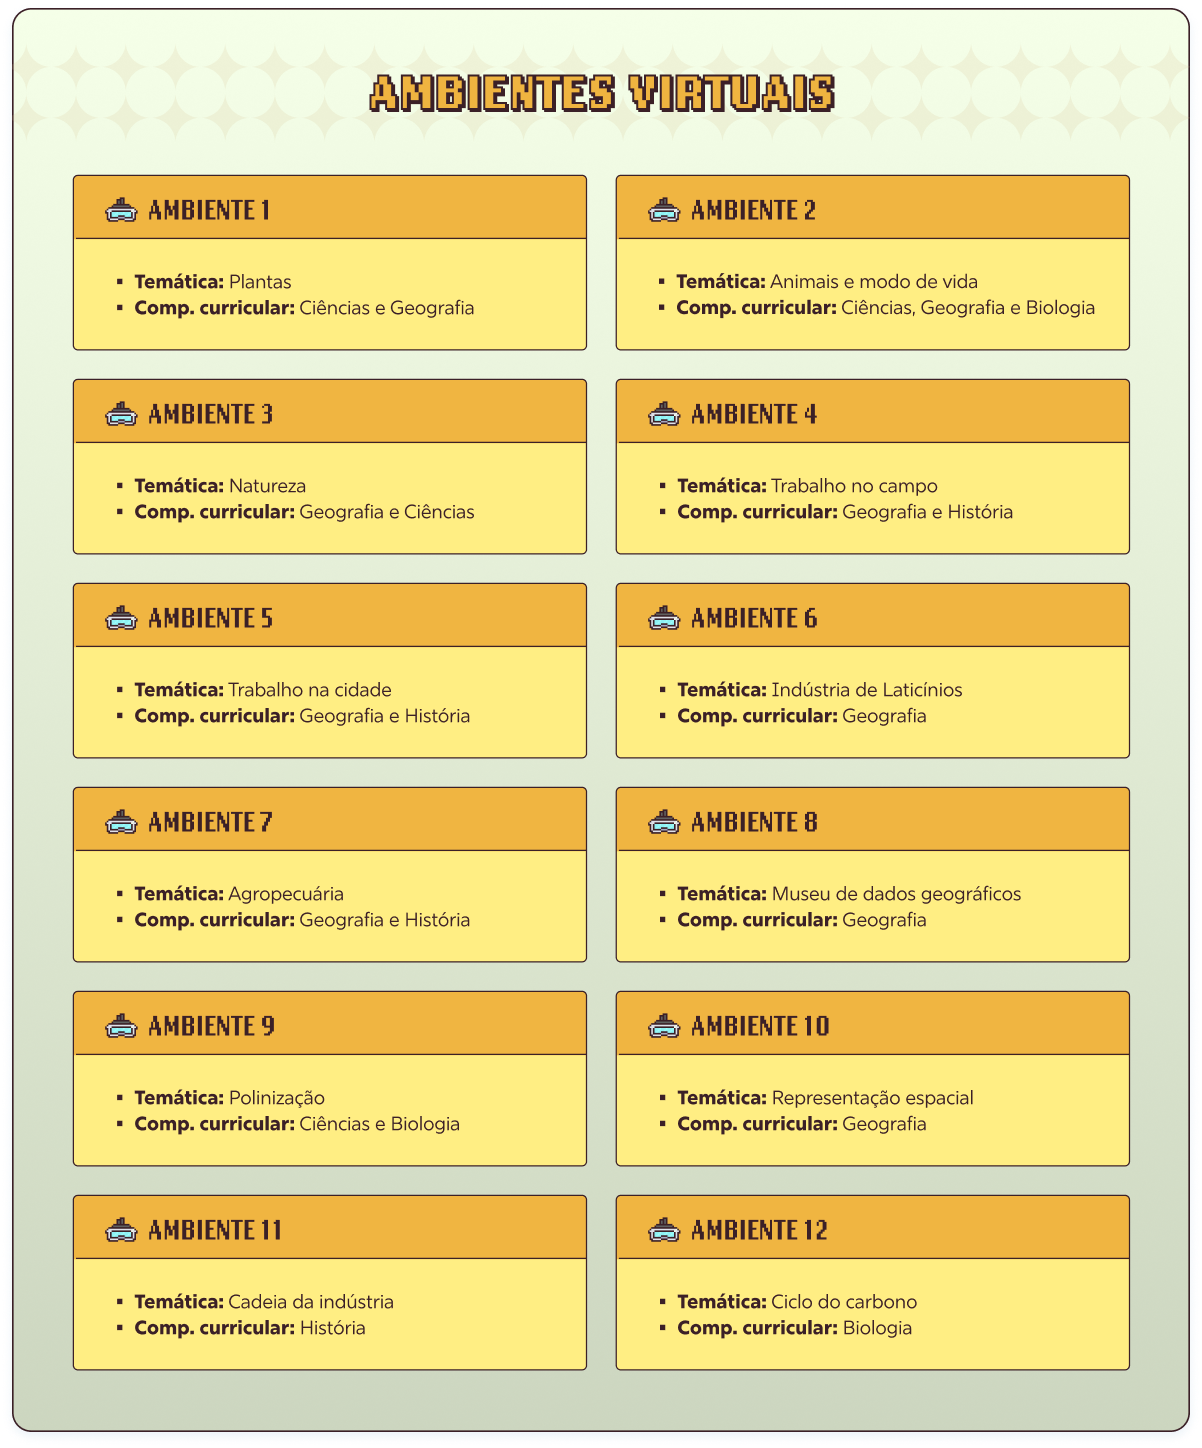 AMBIENTES VIRTUAIS
AMBIENTE 1
▪ Temática: Plantas
▪ Comp. curricular: Ciências e Geografia
AMBIENTE 2
▪ Temática: Animais e modo de vida
▪ Comp. curricular: Ciências, Geografia e Biologia
AMBIENTE 3
▪ Temática: Natureza
▪ Comp. curricular: Geografia e Ciências
AMBIENTE 4
▪ Temática: Trabalho no campo
▪ Comp. curricular: Geografia e História
AMBIENTE 5
▪ Temática: Trabalho na cidade
▪ Comp. curricular: Geografia e História
AMBIENTE 6
▪ Temática: Indústria de Laticínios
▪ Comp. curricular: Geografia
AMBIENTE 7
▪ Temática: Agropecuária
▪ Comp. curricular: Geografia e História
AMBIENTE 8
▪ Temática: Museu de dados geográficos
▪ Comp. curricular: Geografia
AMBIENTE 9
▪ Temática: Polinização
▪ Comp. curricular: Ciências e Biologia
AMBIENTE 10
▪ Temática: Representação espacial
▪ Comp. curricular: Geografia
AMBIENTE 11
▪ Temática: Cadeia da indústria
▪ Comp. curricular: História
AMBIENTE 12
▪ Temática: Ciclo do carbono
▪ Comp. curricular: Biologia